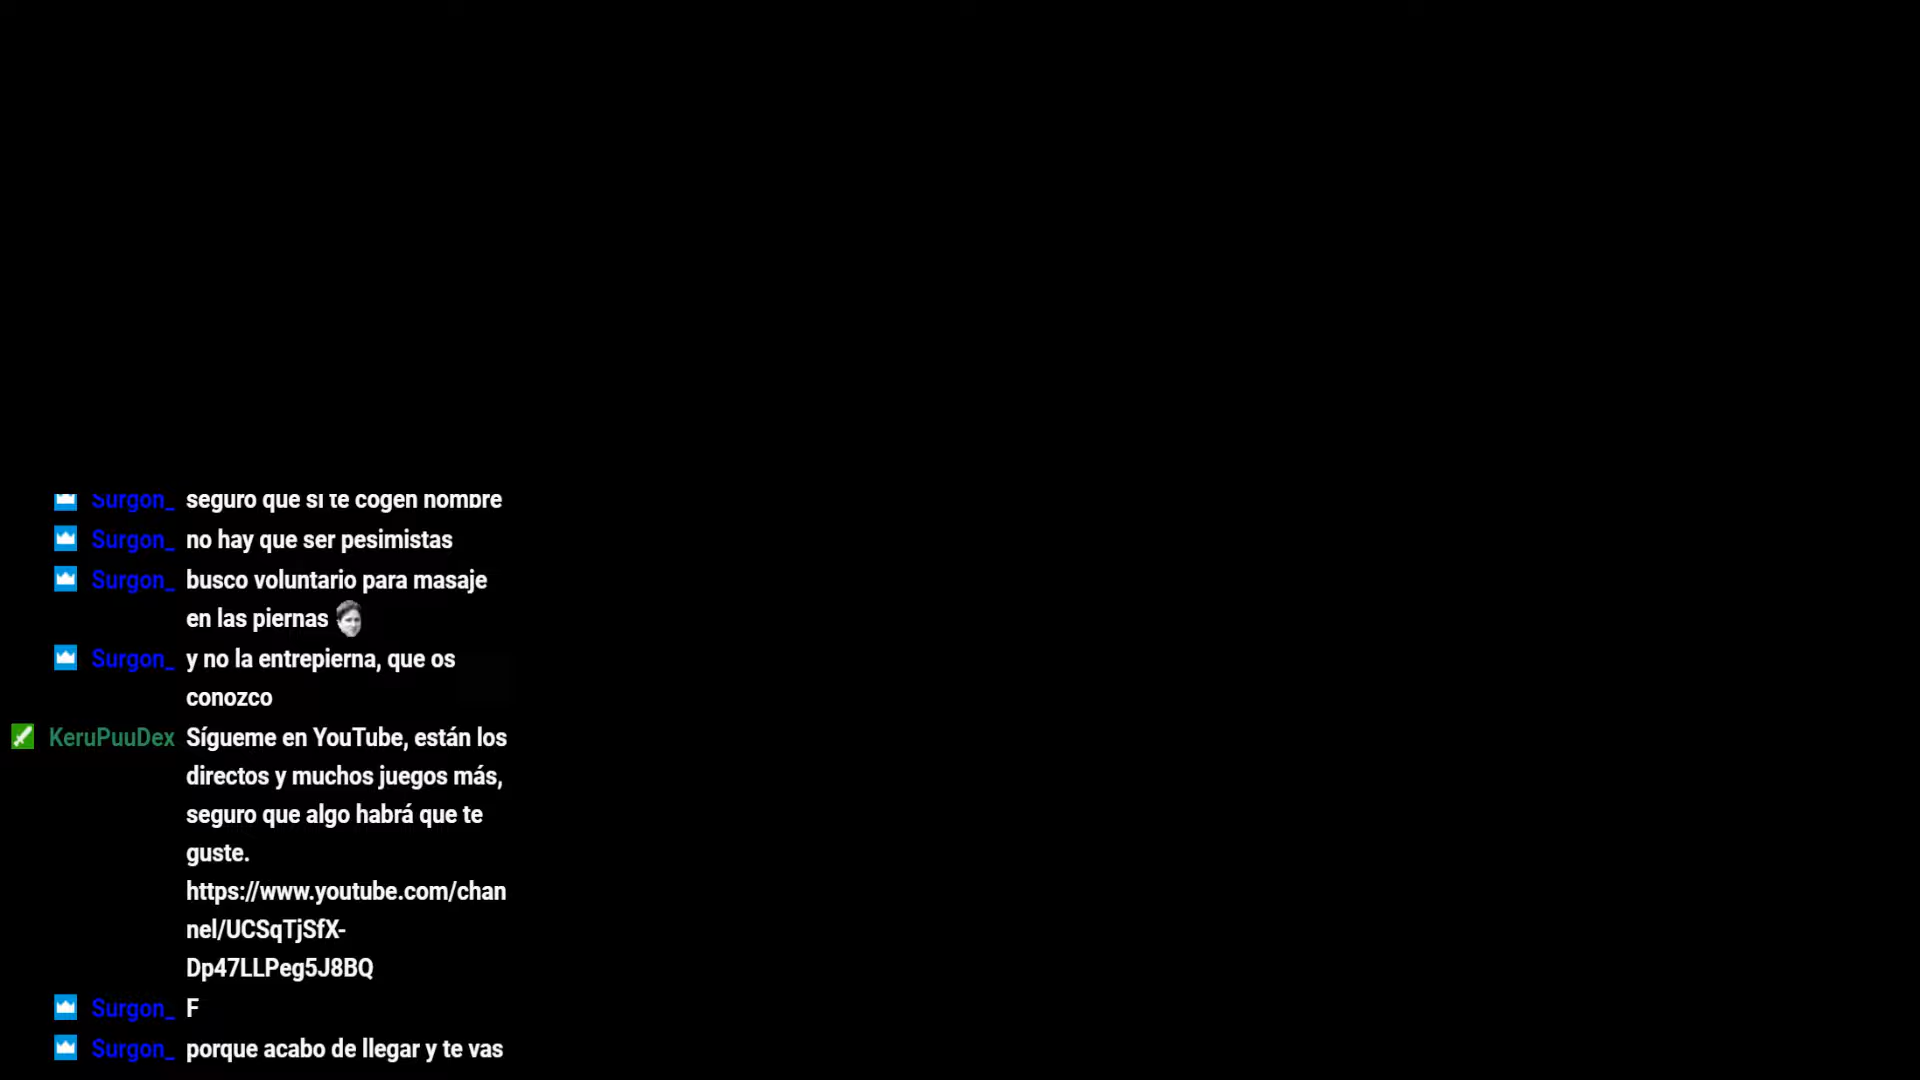 Surgon_ seguro que si te cogen nombre
Surgon_ no hay que ser pesimistas
Surgon_ busco voluntario para masaje
en las piernas
Surgon_ y no la entrepierna, que os
conozco
KeruPuuDex Sígueme en YouTube, están los
directos y muchos juegos más,
seguro que algo habrá que te
guste.
https://www.youtube.com/chan
nel/UCSqTjSfX-
Dp47LLPeg5J8BQ
Surgon_ F
Surgon_ porque acabo de llegar y te vas